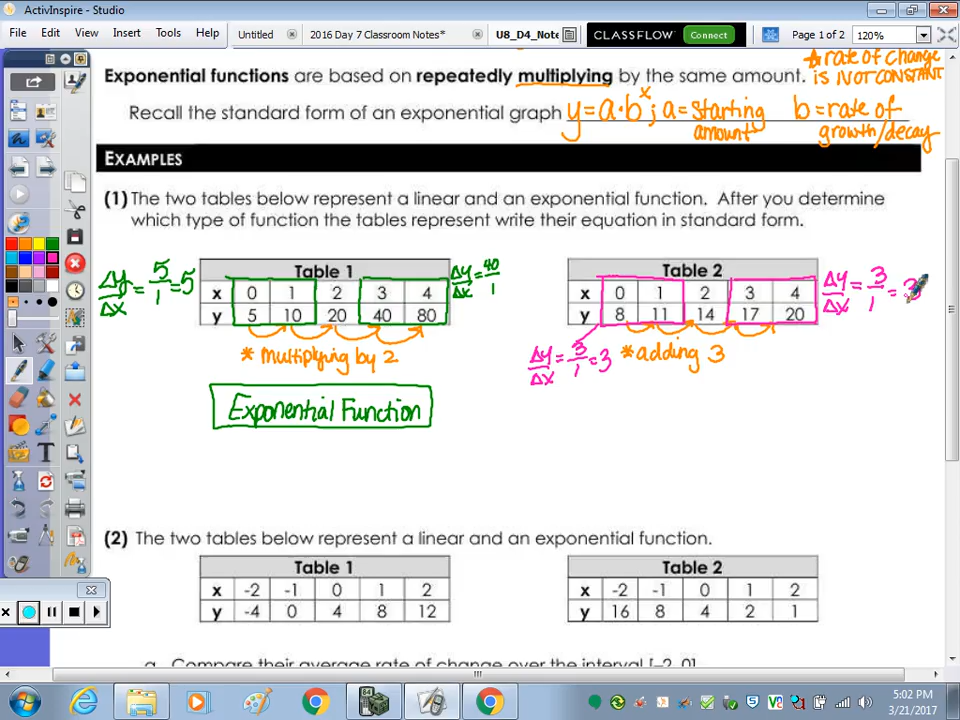 ActivInspire - Studio
File Edit View Insert Tools Help Untitled 2016 Day 7 Classroom Notes* U8_D4_Note CLASSFLOW Connect Page 1 of 2 120%
* rate of change
is NOT CONSTANT
Exponential functions are based on repeatedly multiplying by the same amount.
Recall the standard form of an exponential graph y=a·b^x; a=starting amount b=rate of growth/decay
EXAMPLES
(1) The two tables below represent a linear and an exponential function. After you determine
which type of function the tables represent write their equation in standard form.
Δy/Δx = 5/1 = 5
Table 1
x 0 1 2 3 4
y 5 10 20 40 80
Δy/Δx = 40/1
* multiplying by 2
Exponential Function
Table 2
x 0 1 2 3 4
y 8 11 14 17 20
Δy/Δx = 3/1 = 3
Δy/Δx = 3/1 = 3
* adding 3
(2) The two tables below represent a linear and an exponential function.
Table 1
x -2 -1 0 1 2
y -4 0 4 8 12
Table 2
x -2 -1 0 1 2
y 16 8 4 2 1
a. Compare their average rate of change over the interval [-2, 0].
5:02 PM
3/21/2017